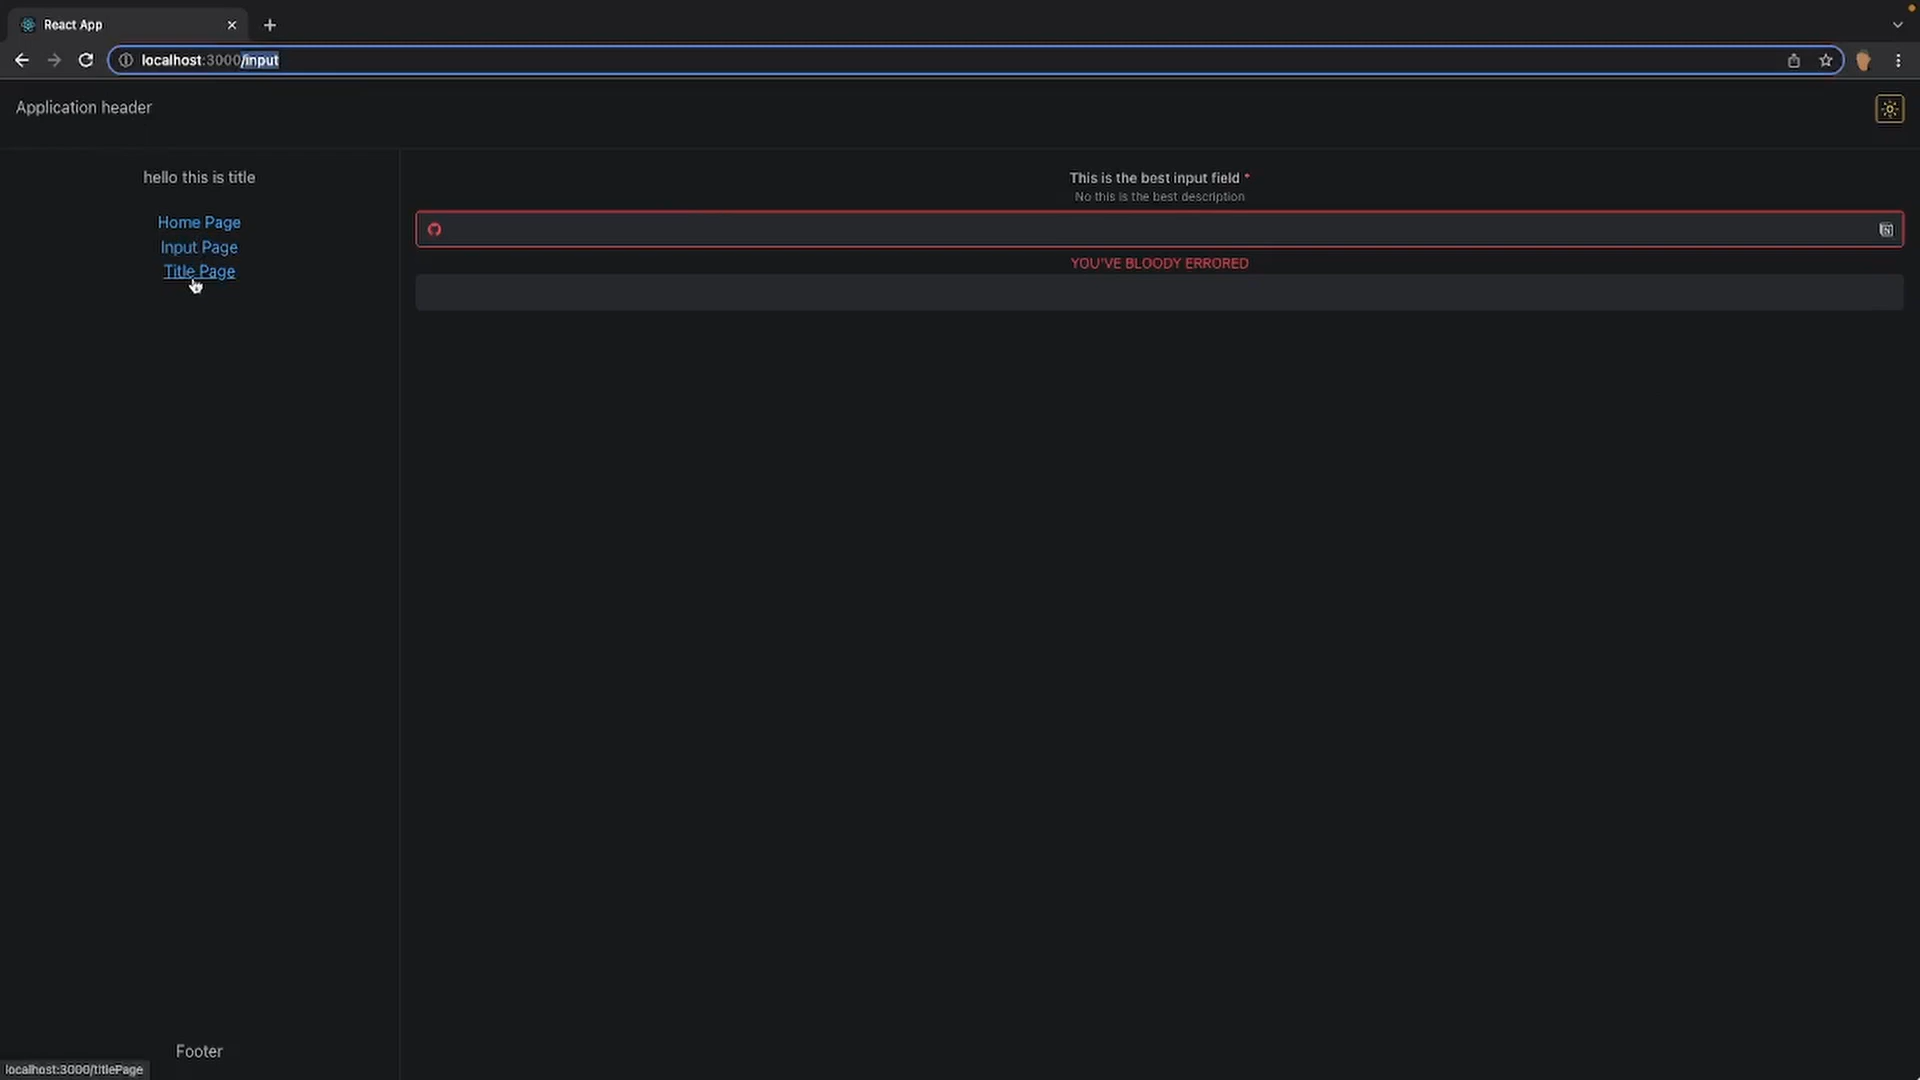 React App
localhost:3000/input
Application header
hello this is title
Home Page
Input Page
Title Page
This is the best input field *
No this is the best description
YOU'VE BLOODY ERRORED
Footer
localhost:3000/titlePage